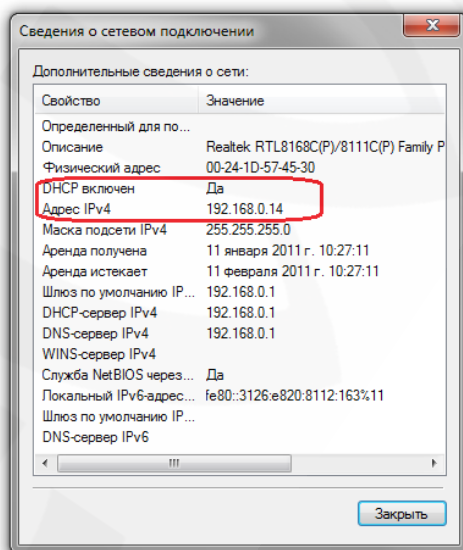 Сведения о сетевом подключении
Дополнительные сведения о сети:
Свойство Значение
Определенный для по...
Описание Realtek RTL8168C(P)/8111C(P) Family P
Физический адрес 00-24-1D-57-45-30
DHCP включен Да
Адрес IPv4 192.168.0.14
Маска подсети IPv4 255.255.255.0
Аренда получена 11 января 2011 г. 10:27:11
Аренда истекает 11 февраля 2011 г. 10:27:11
Шлюз по умолчанию IP... 192.168.0.1
DHCP-сервер IPv4 192.168.0.1
DNS-сервер IPv4 192.168.0.1
WINS-сервер IPv4
Служба NetBIOS через... Да
Локальный IPv6-адрес... fe80::3126:e820:8112:163%11
Шлюз по умолчанию IP...
DNS-сервер IPv6
Закрыть